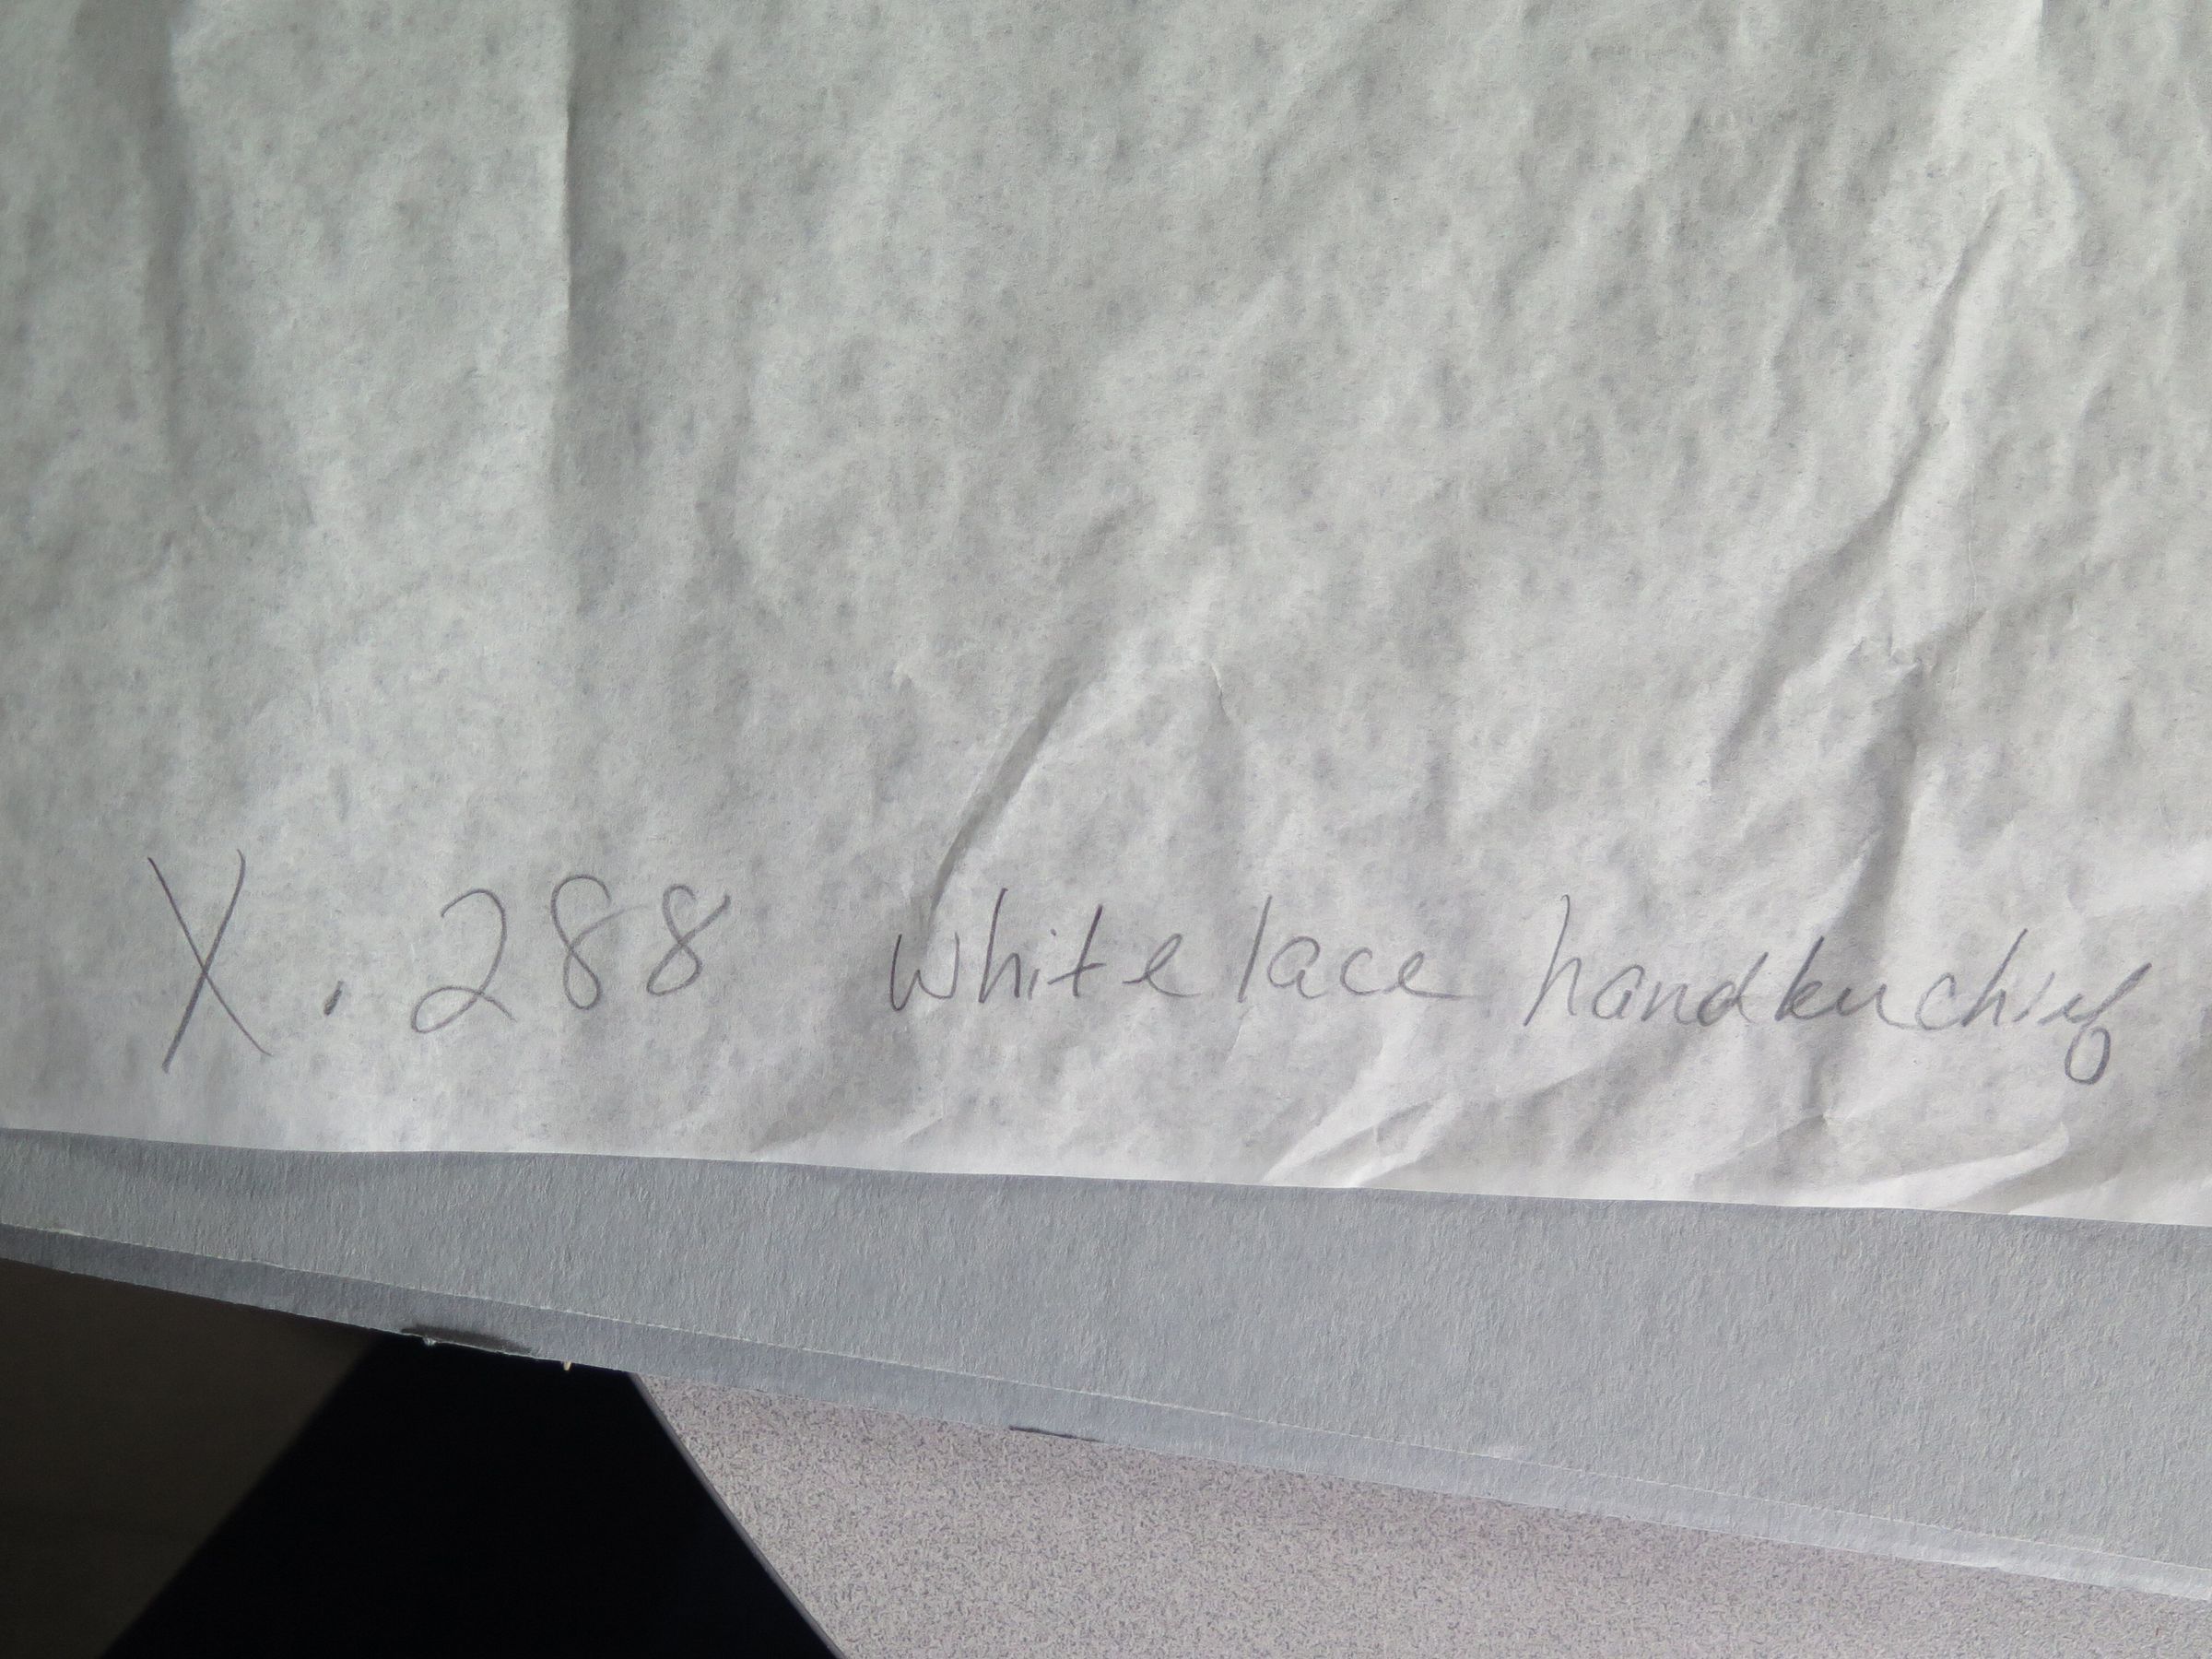 X.288 white lace handkerchief